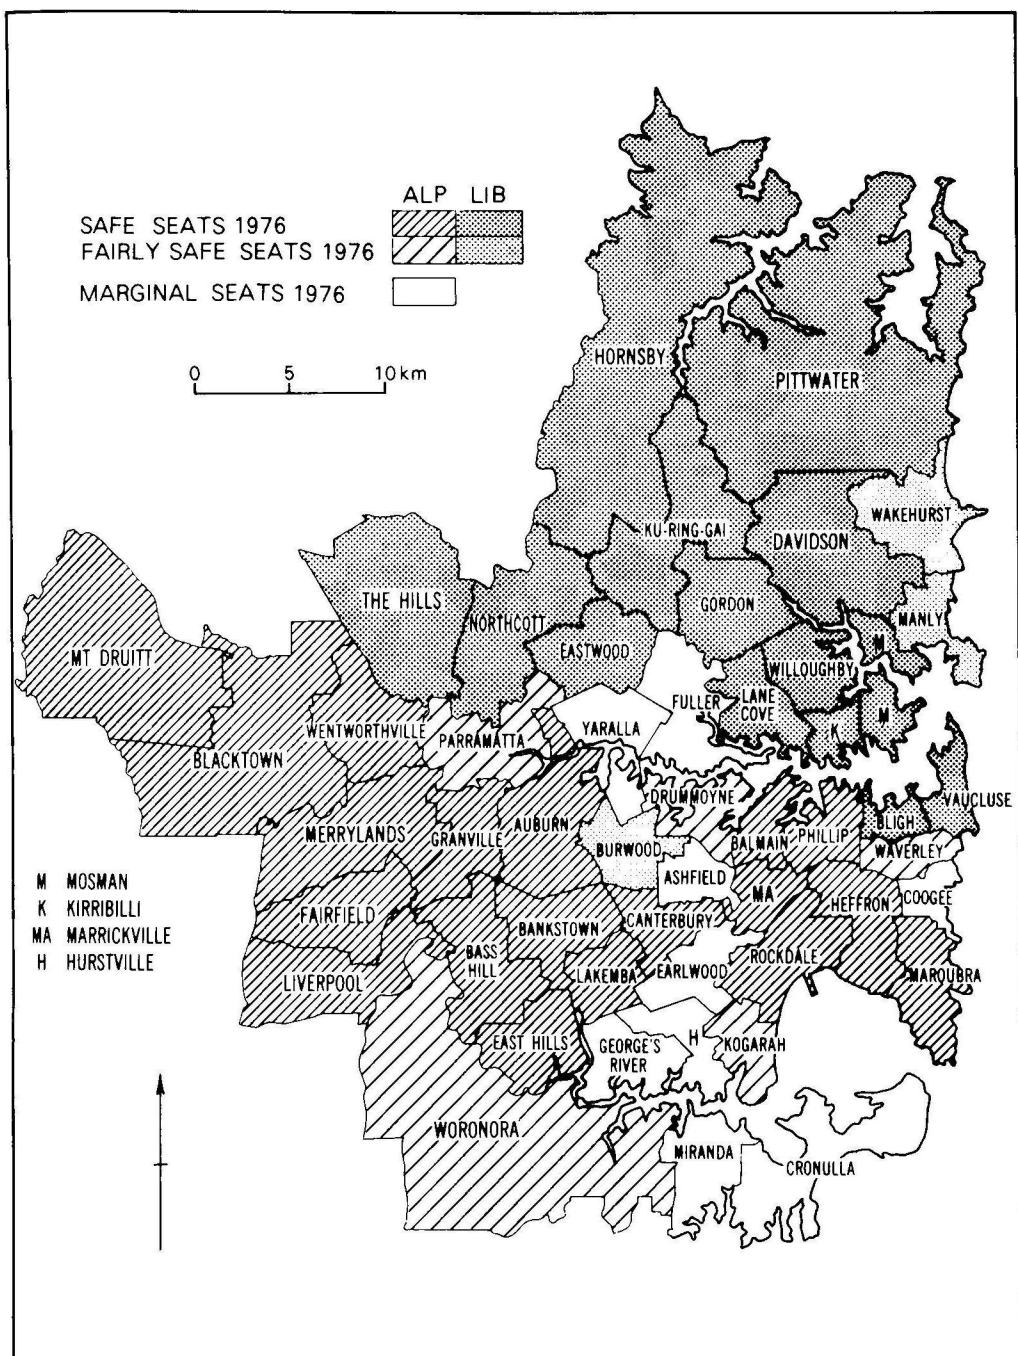 ALP LIB
SAFE SEATS 1976
FAIRLY SAFE SEATS 1976
MARGINAL SEATS 1976
0 5 10 km
HORNSBY
PITTWATER
WAKEHURST
KU-RING-GAI
DAVIDSON
THE HILLS
GORDON
MANLY
NORTHCOTT
M
EASTWOOD
MT DRUITT
WILLOUGHBY
LANE
COVE
FULLER
M
WENTWORTHVILLE
YARALLA
K
PARRAMATTA
BLACKTOWN
DRUMMOYNE
VAUCLUSE
AUBURN
BLIGH
MERRYLANDS
GRANVILLE
PHILLIP
BALMAIN
BURWOOD
WAVERLEY
ASHFIELD
M MOSMAN
K KIRRIBILLI
MA MARRICKVILLE
H HURSTVILLE
MA
COOGEE
HEFFRON
FAIRFIELD
CANTERBURY
BANKSTOWN
BASS
HILL
ROCKDALE
EARLWOOD
LAKEMBA
MAROUBRA
LIVERPOOL
H
EAST HILLS
GEORGE'S
RIVER
KOGARAH
WORONORA
MIRANDA
CRONULLA